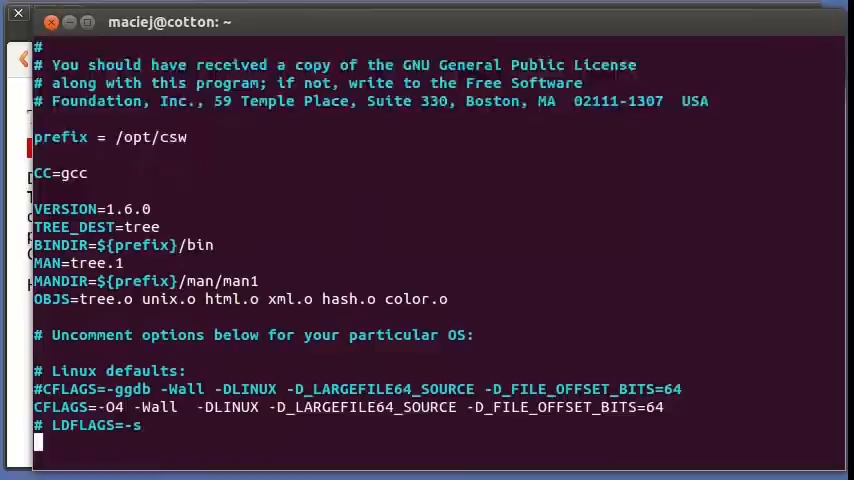 maciej@cotton: ~
#
# You should have received a copy of the GNU General Public License
# along with this program; if not, write to the Free Software
# Foundation, Inc., 59 Temple Place, Suite 330, Boston, MA  02111-1307  USA
prefix = /opt/csw
CC=gcc
VERSION=1.6.0
TREE_DEST=tree
BINDIR=${prefix}/bin
MAN=tree.1
MANDIR=${prefix}/man/man1
OBJS=tree.o unix.o html.o xml.o hash.o color.o
# Uncomment options below for your particular OS:
# Linux defaults:
#CFLAGS=-ggdb -Wall -DLINUX -D_LARGEFILE64_SOURCE -D_FILE_OFFSET_BITS=64
CFLAGS=-O4 -Wall  -DLINUX -D_LARGEFILE64_SOURCE -D_FILE_OFFSET_BITS=64
# LDFLAGS=-s